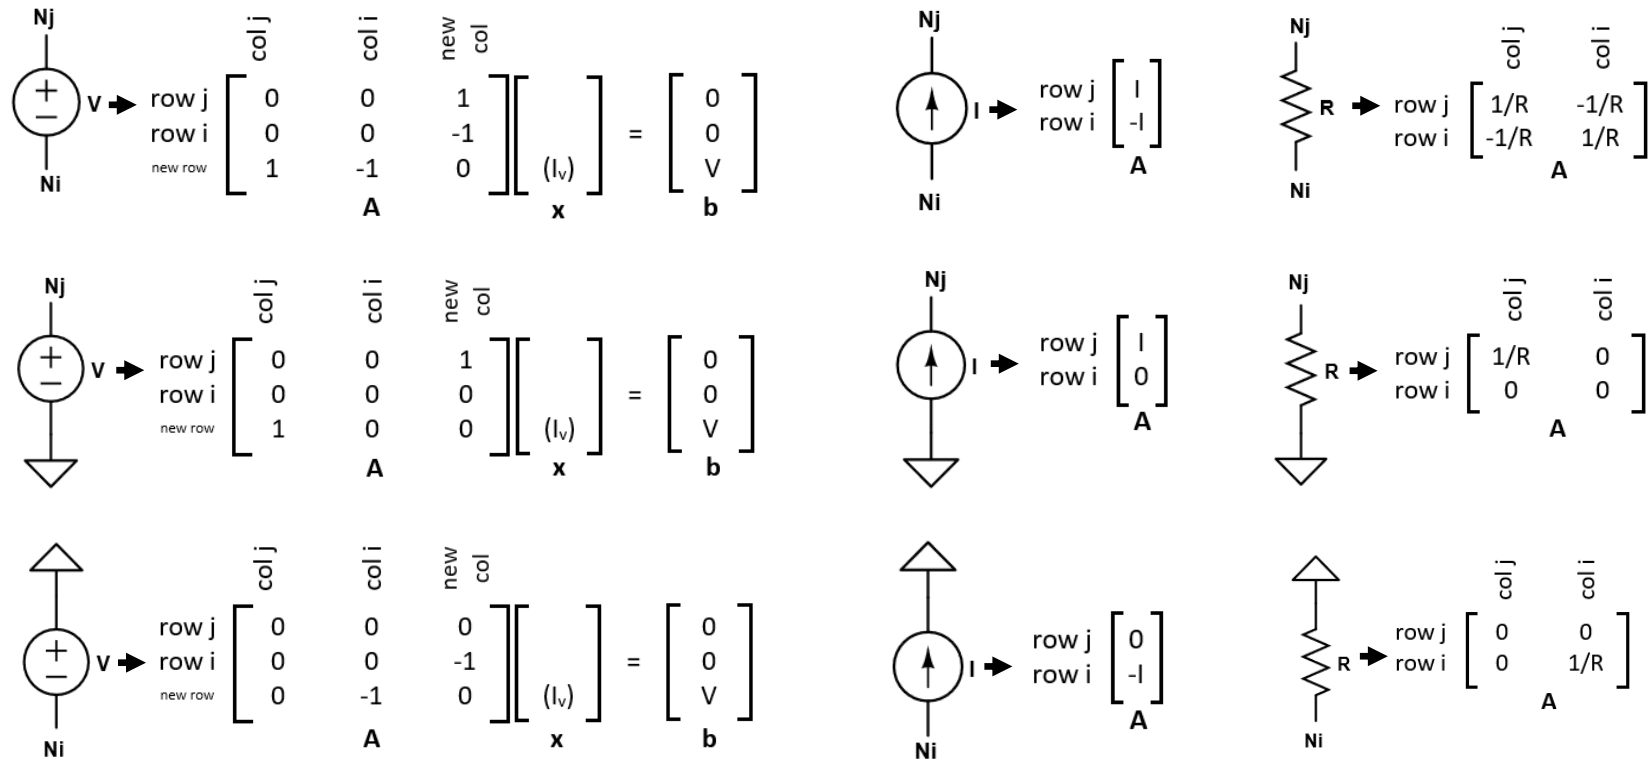 Nj
col j
col i
new
col
V
row j 0 0 1 0
row i 0 0 -1 = 0
new row 1 -1 0 (Iv) V
Ni
A x b
Nj
I
row j I
row i -I
A
Ni
Nj
col j
col i
R
row j 1/R -1/R
row i -1/R 1/R
A
Ni
Nj
col j
col i
new
col
V
row j 0 0 1 0
row i 0 0 0 = 0
new row 1 0 0 (Iv) V
A x b
Nj
I
row j I
row i 0
A
Nj
col j
col i
R
row j 1/R 0
row i 0 0
A
col j
col i
new
col
V
row j 0 0 0 0
row i 0 0 -1 = 0
new row 0 -1 0 (Iv) V
Ni
A x b
I
row j 0
row i -I
A
Ni
col j
col i
R
row j 0 0
row i 0 1/R
A
Ni